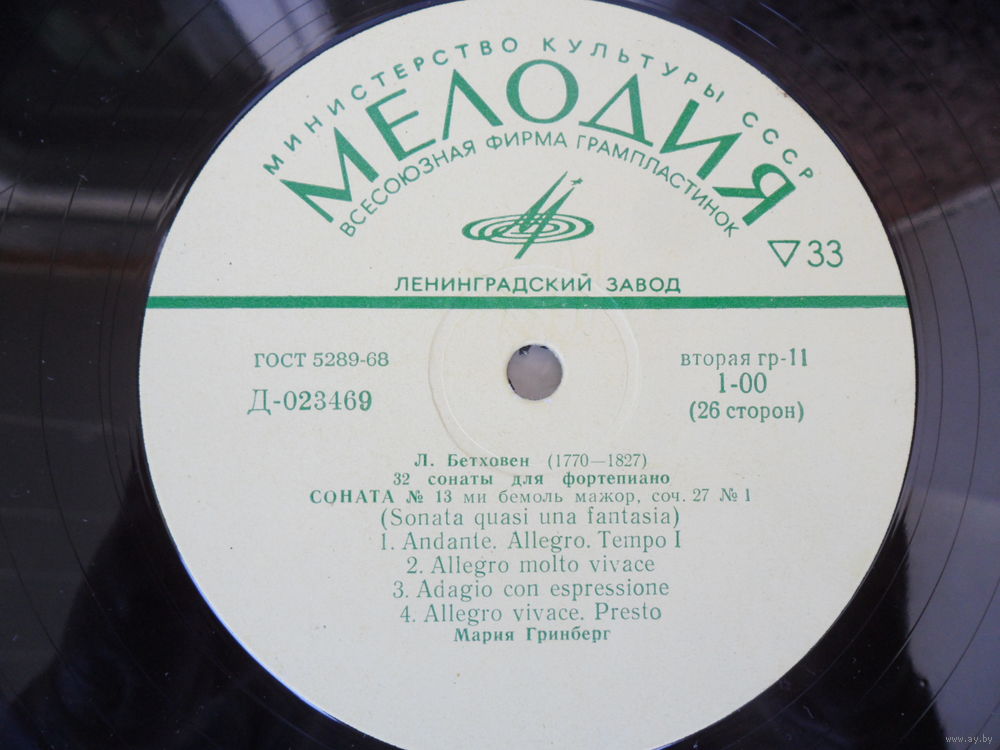 МИНИСТЕРСТВО КУЛЬТУРЫ СССР
МЕЛОДИЯ
ВСЕСОЮЗНАЯ ФИРМА ГРАМПЛАСТИНОК
33
ЛЕНИНГРАДСКИЙ ЗАВОД
ГОСТ 5289-68
Д-023469
вторая гр-11
1-00
(26 сторон)
Л. Бетховен (1770—1827)
32 сонаты для фортепиано
СОНАТА № 13 ми бемоль мажор, соч. 27 № 1
(Sonata quasi una fantasia)
1. Andante. Allegro. Tempo I
2. Allegro molto vivace
3. Adagio con espressione
4. Allegro vivace. Presto
Мария Гринберг
www.ay.by